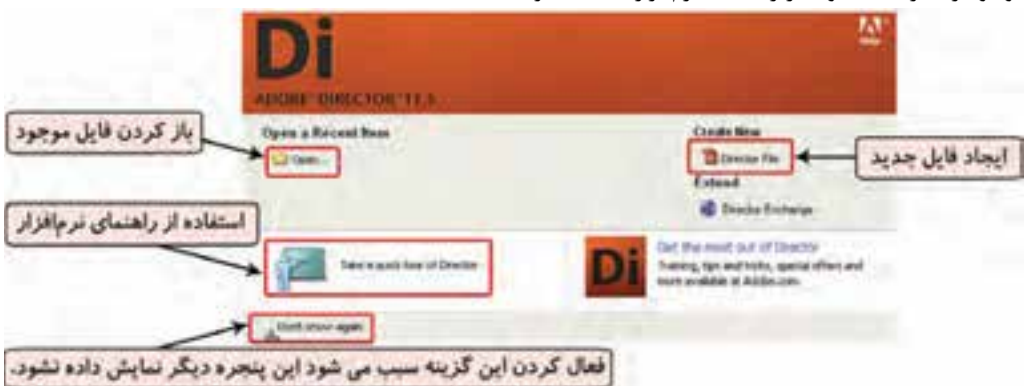 Di
ADOBE DIRECTOR 11.5
Open a Recent Item
Open...
باز کردن فایل موجود
Create New
Director File
ایجاد فایل جدید
Extend
Director Exchange
استفاده از راهنمای نرم‌افزار
Take a quick tour of Director
Di
Get the most out of Director
Training, tips and tricks, special offers and
more available at Adobe.com.
Don't show again
فعال کردن این گزینه سبب می شود این پنجره دیگر نمایش داده نشود.